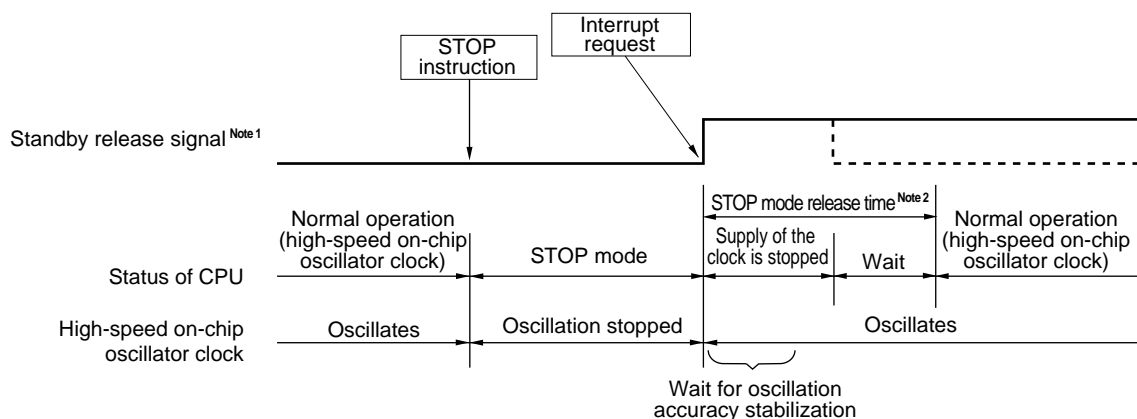 Interrupt
request
STOP
instruction
Standby release signal Note 1
STOP mode release time Note 2
Normal operation
(high-speed on-chip
oscillator clock)
Supply of the
clock is stopped
Normal operation
(high-speed on-chip
oscillator clock)
Status of CPU
STOP mode
Wait
High-speed on-chip
oscillator clock
Oscillates
Oscillation stopped
Oscillates
Wait for oscillation
accuracy stabilization